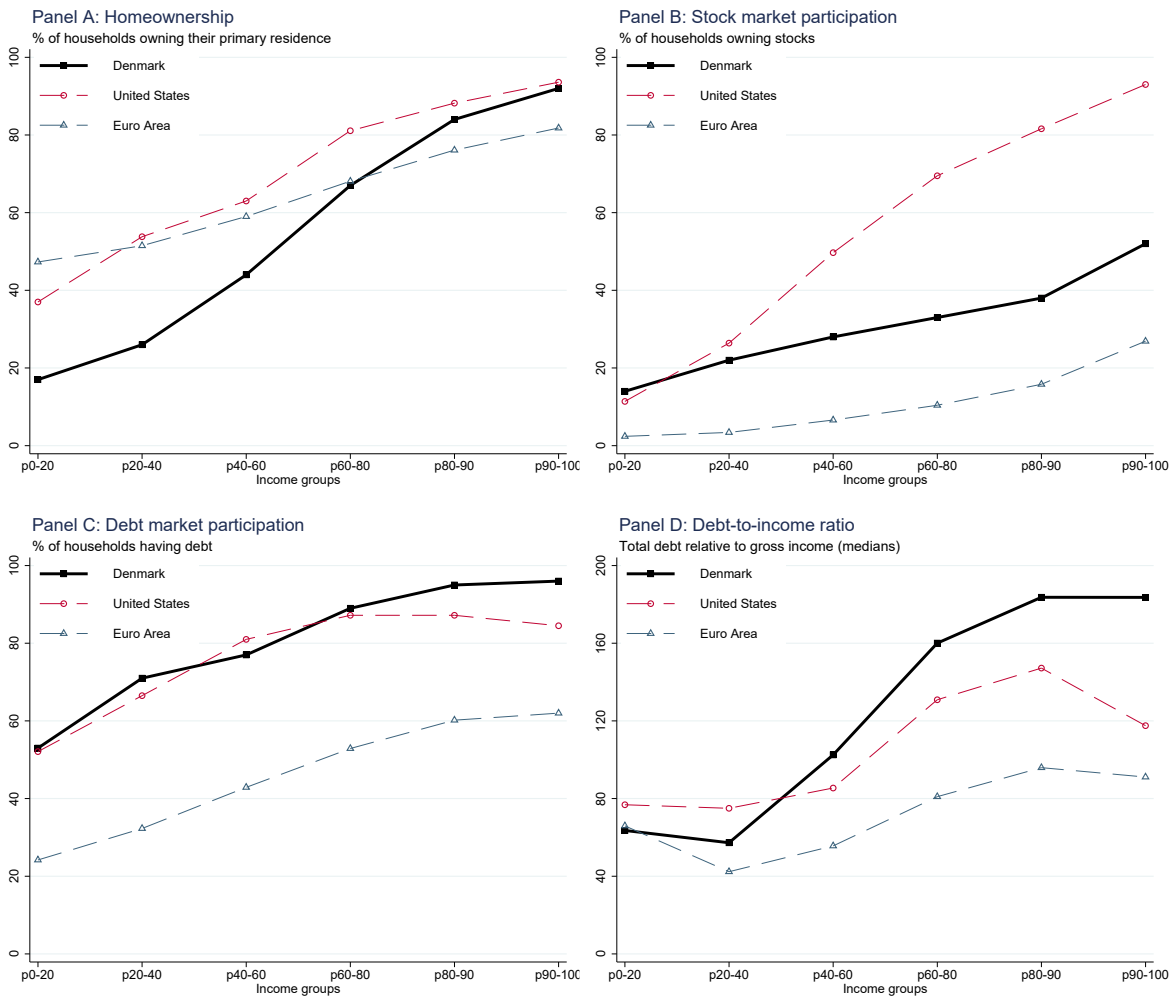 Panel A: Homeownership
% of households owning their primary residence
Denmark
United States
Euro Area
0
20
40
60
80
100
p0-20 p20-40 p40-60 p60-80 p80-90 p90-100
Income groups
Panel B: Stock market participation
% of households owning stocks
Denmark
United States
Euro Area
0
20
40
60
80
100
p0-20 p20-40 p40-60 p60-80 p80-90 p90-100
Income groups
Panel C: Debt market participation
% of households having debt
Denmark
United States
Euro Area
0
20
40
60
80
100
p0-20 p20-40 p40-60 p60-80 p80-90 p90-100
Income groups
Panel D: Debt-to-income ratio
Total debt relative to gross income (medians)
Denmark
United States
Euro Area
0
40
80
120
160
200
p0-20 p20-40 p40-60 p60-80 p80-90 p90-100
Income groups